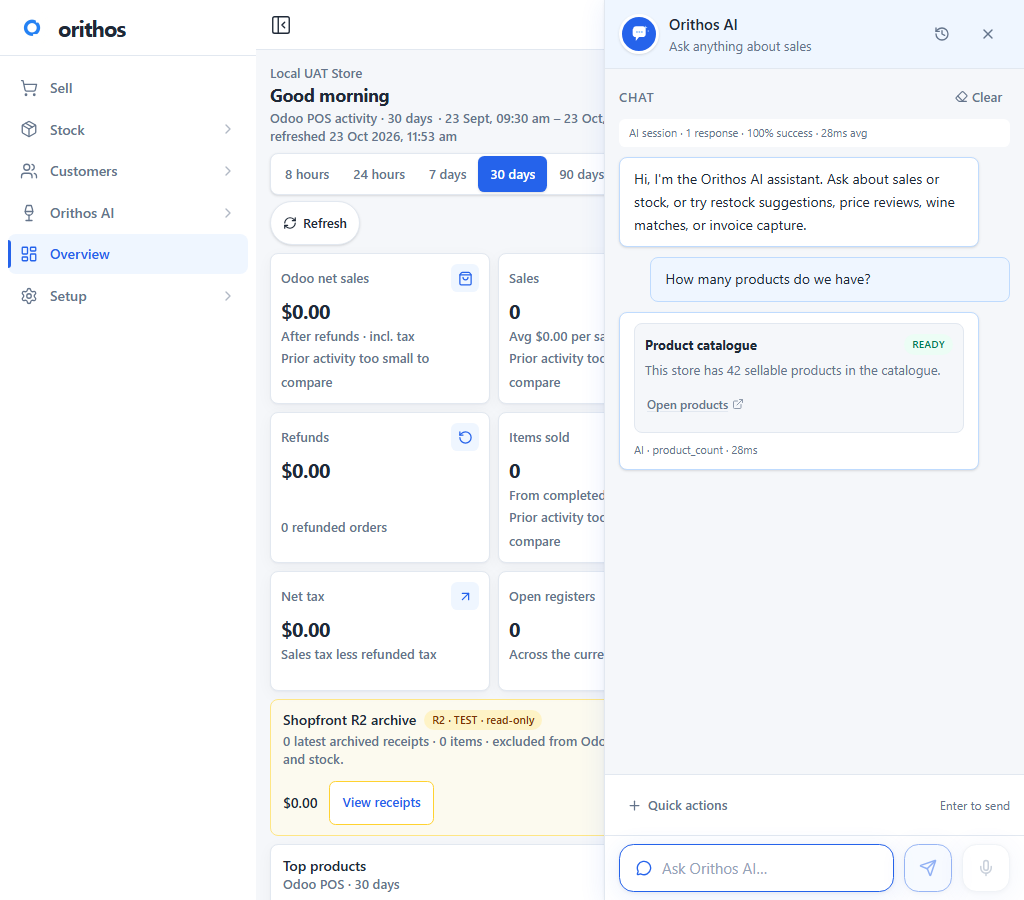 orithos
Sell
Stock
Customers
Orithos AI
Overview
Setup
Local UAT Store
Good morning
Odoo POS activity · 30 days · 23 Sept, 09:30 am – 23 Oct,
refreshed 23 Oct 2026, 11:53 am
8 hours
24 hours
7 days
30 days
90 days
Refresh
Odoo net sales
$0.00
After refunds · incl. tax
Prior activity too small to
compare
Sales
0
Avg $0.00 per sa
Prior activity too
compare
Refunds
$0.00
0 refunded orders
Items sold
0
From completed
Prior activity too
compare
Net tax
$0.00
Sales tax less refunded tax
Open registers
0
Across the curre
Shopfront R2 archive
R2 · TEST · read-only
0 latest archived receipts · 0 items · excluded from Odo
and stock.
$0.00
View receipts
Top products
Odoo POS · 30 days
Orithos AI
Ask anything about sales
CHAT
Clear
AI session · 1 response · 100% success · 28ms avg
Hi, I'm the Orithos AI assistant. Ask about sales or
stock, or try restock suggestions, price reviews, wine
matches, or invoice capture.
How many products do we have?
Product catalogue
READY
This store has 42 sellable products in the catalogue.
Open products
AI · product_count · 28ms
Quick actions
Enter to send
Ask Orithos AI...